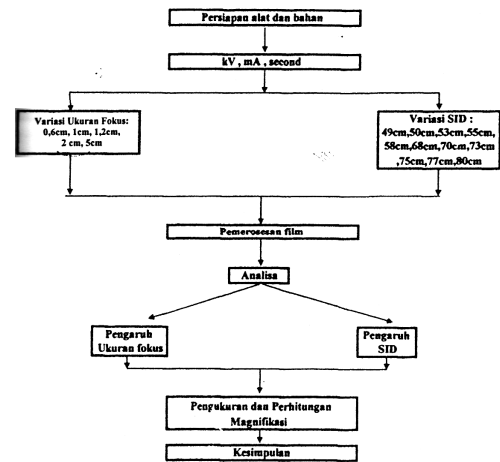 Persiapan alat dan bahan
kV , mA , second
Variasi Ukuran Fokus:
0,6cm, 1cm, 1,2cm,
2 cm, 5cm
Variasi SID :
49cm,50cm,53cm,55cm,
58cm,68cm,70cm,73cm
,75cm,77cm,80cm
Pemerosesan film
Analisa
Pengaruh
Ukuran fokus
Pengaruh
SID
Pengukuran dan Perhitungan
Magnifikasi
Kesimpulan